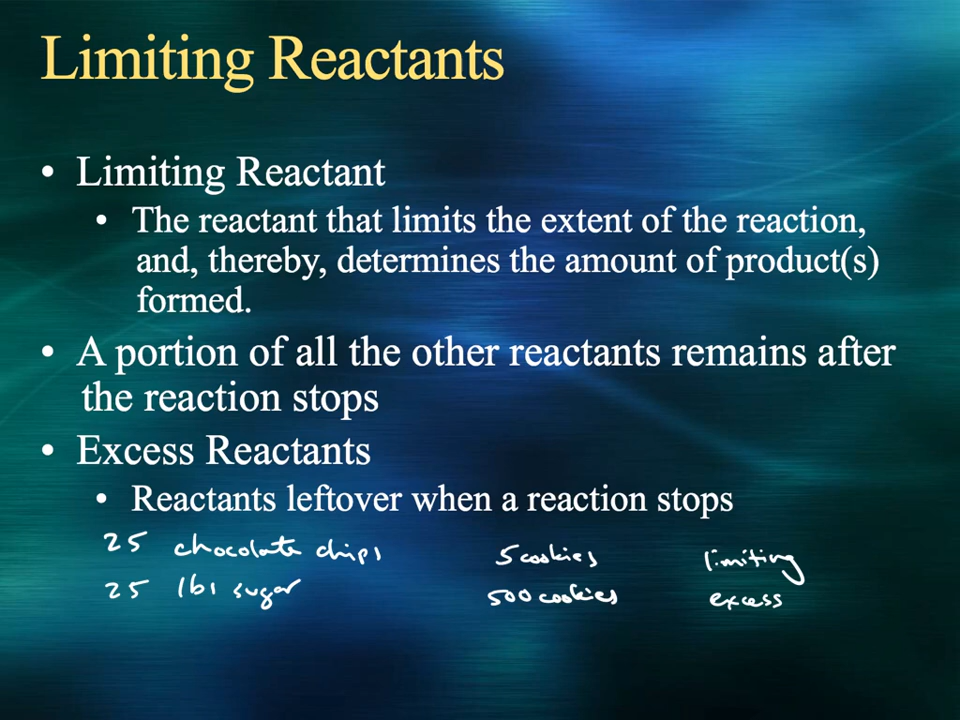 Limiting Reactants
• Limiting Reactant
• The reactant that limits the extent of the reaction,
and, thereby, determines the amount of product(s)
formed.
• A portion of all the other reactants remains after
the reaction stops
• Excess Reactants
• Reactants leftover when a reaction stops
25 chocolate chips 5 cookies limiting
25 lbs sugar 500 cookies excess